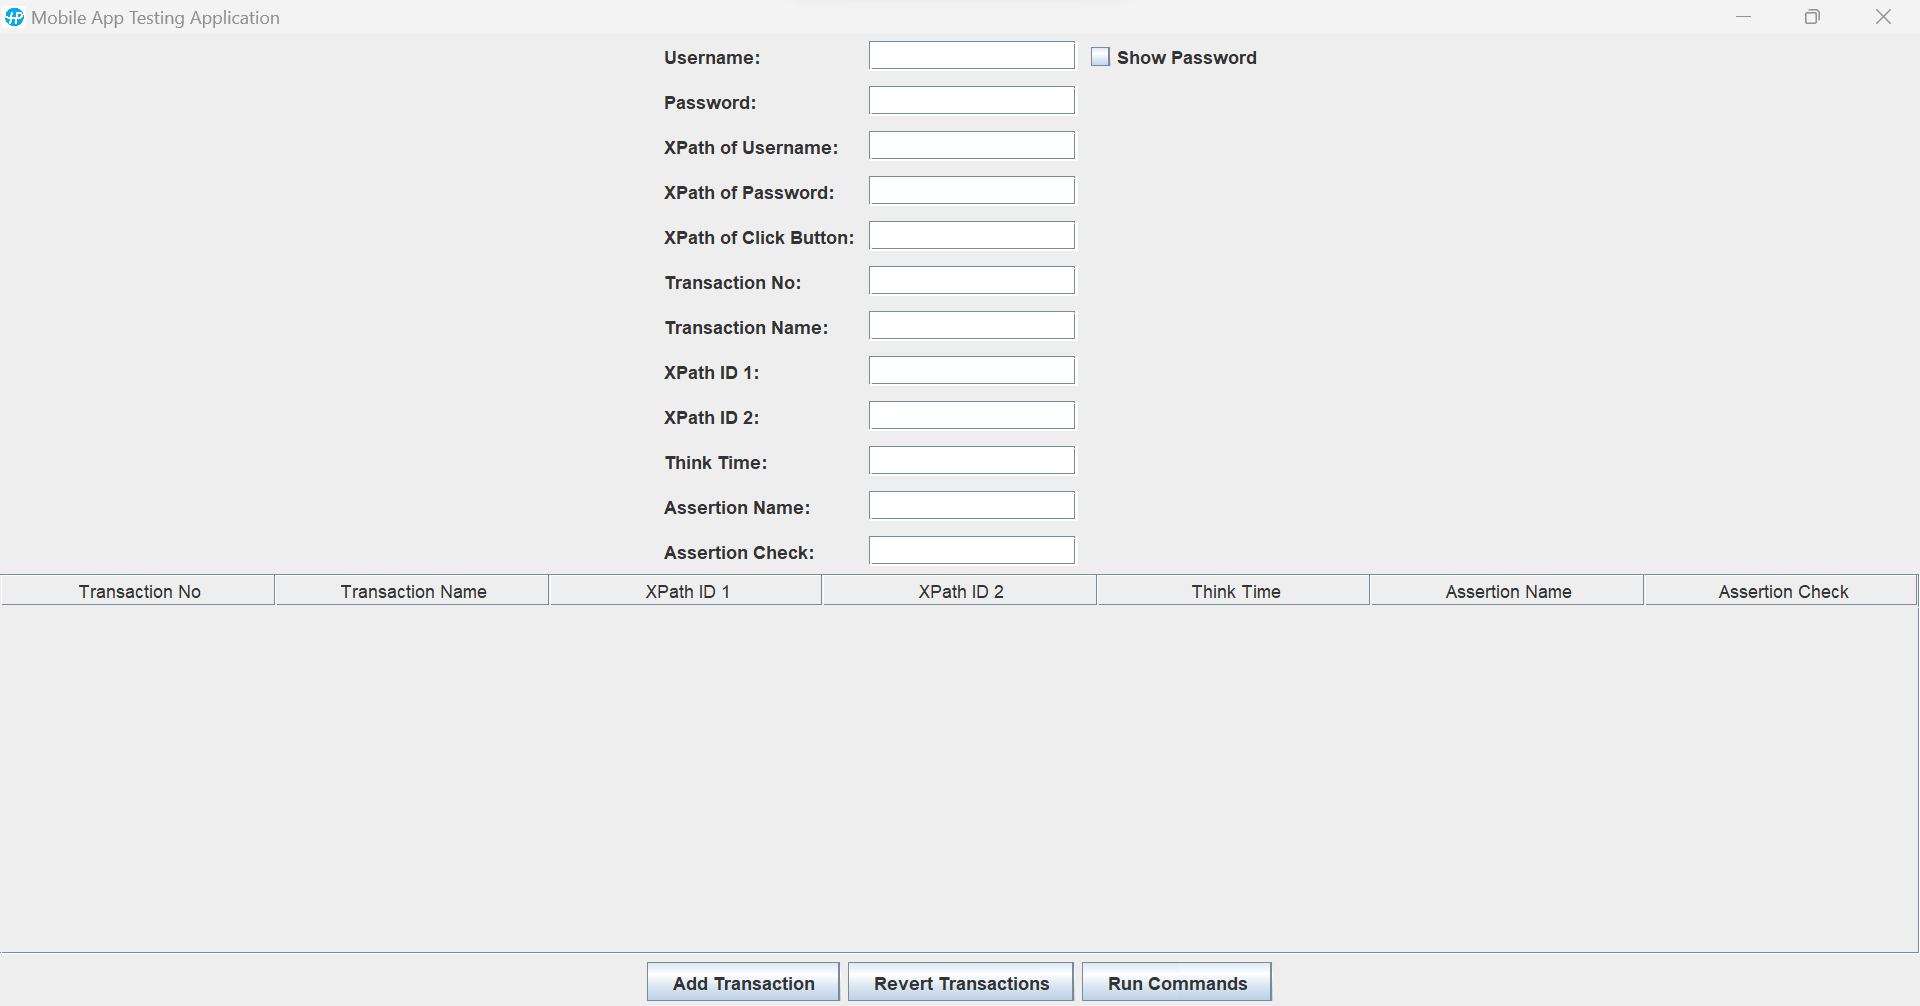 Mobile App Testing Application
Username:
Show Password
Password:
XPath of Username:
XPath of Password:
XPath of Click Button:
Transaction No:
Transaction Name:
XPath ID 1:
XPath ID 2:
Think Time:
Assertion Name:
Assertion Check:
Transaction No Transaction Name XPath ID 1 XPath ID 2 Think Time Assertion Name Assertion Check
Add Transaction Revert Transactions Run Commands